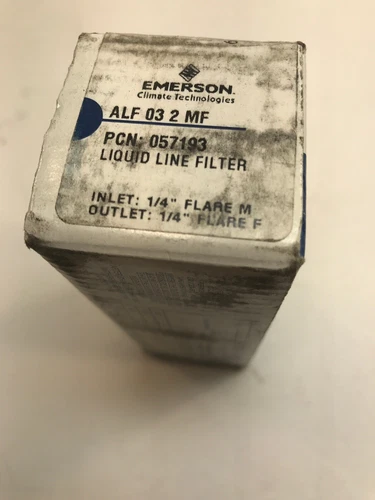 EMERSON.
Climate Technologies
ALF 03 2 MF
PCN: 057193
LIQUID LINE FILTER
INLET: 1/4" FLARE M
OUTLET: 1/4" FLARE F